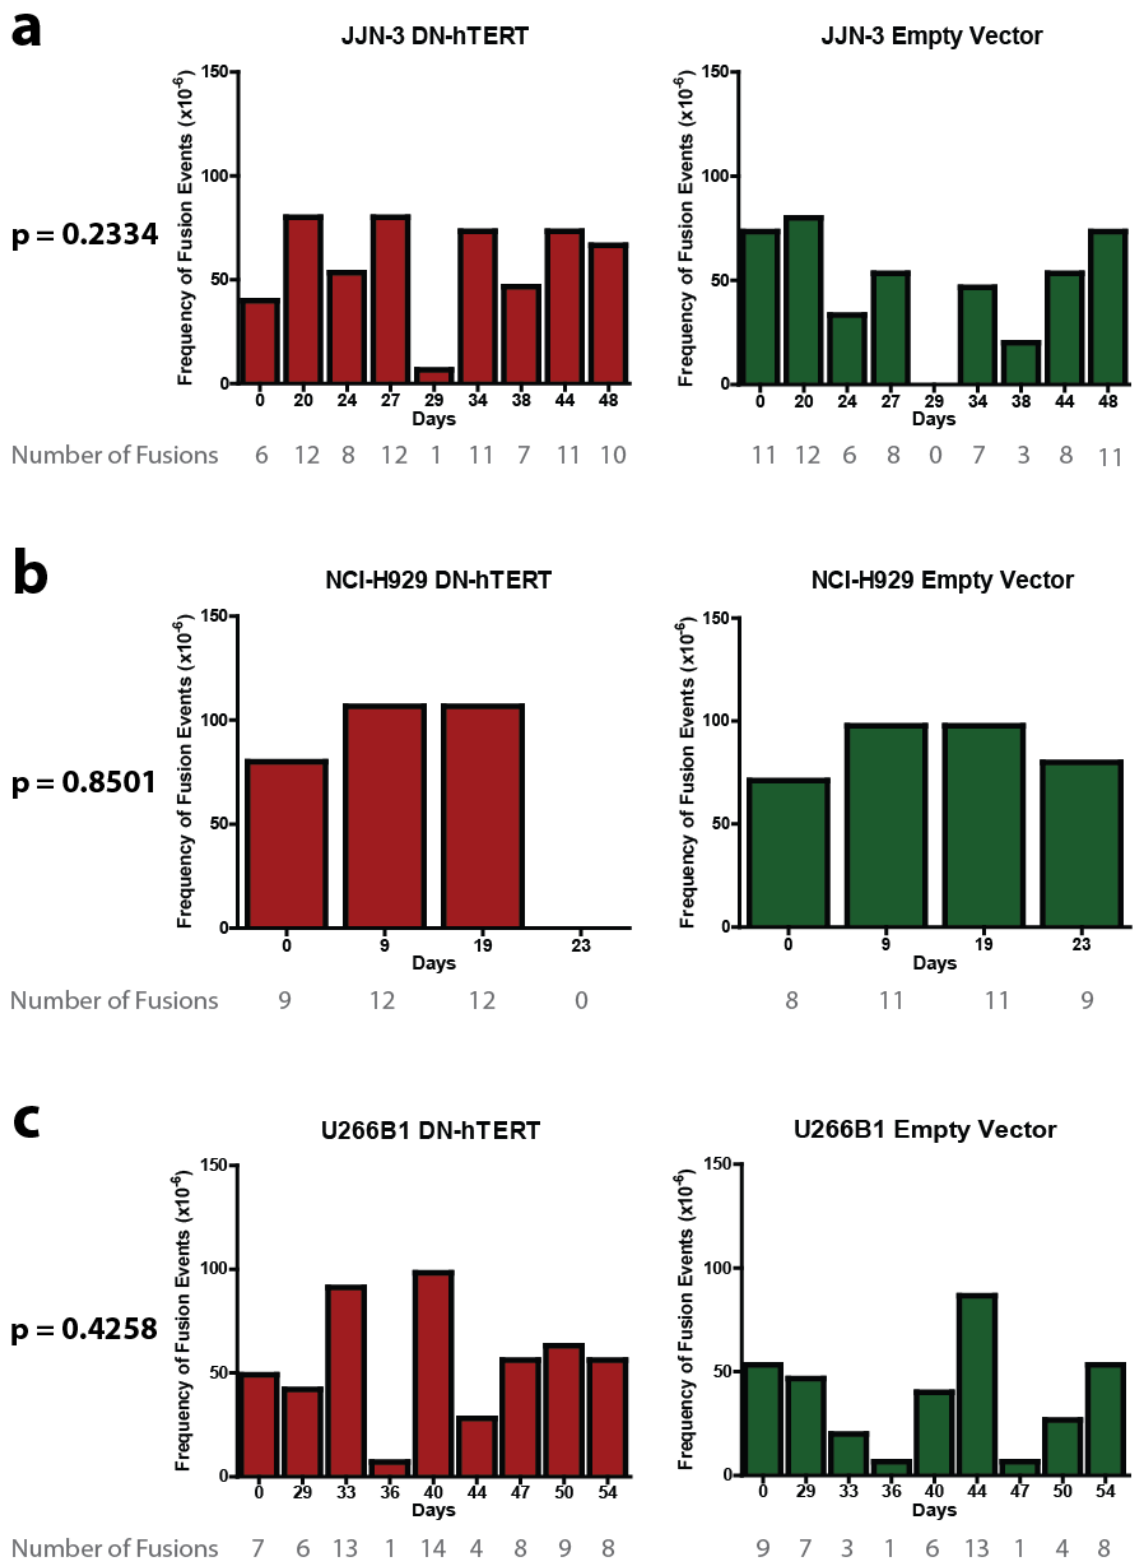 a
JJN-3 DN-hTERT
JJN-3 Empty Vector
p = 0.2334
Frequency of Fusion Events (x10⁻⁶)
150
100
50
0
0 20 24 27 29 34 38 44 48
Days
Frequency of Fusion Events (x10⁻⁶)
150
100
50
0
0 20 24 27 29 34 38 44 48
Days
Number of Fusions 6 12 8 12 1 11 7 11 10
11 12 6 8 0 7 3 8 11
b
NCI-H929 DN-hTERT
NCI-H929 Empty Vector
p = 0.8501
Frequency of Fusion Events (x10⁻⁶)
150
100
50
0
0 9 19 23
Days
Frequency of Fusion Events (x10⁻⁶)
150
100
50
0
0 9 19 23
Days
Number of Fusions 9 12 12 0
8 11 11 9
c
U266B1 DN-hTERT
U266B1 Empty Vector
p = 0.4258
Frequency of Fusion Events (x10⁻⁶)
150
100
50
0
0 29 33 36 40 44 47 50 54
Days
Frequency of Fusion Events (x10⁻⁶)
150
100
50
0
0 29 33 36 40 44 47 50 54
Days
Number of Fusions 7 6 13 1 14 4 8 9 8
9 7 3 1 6 13 1 4 8